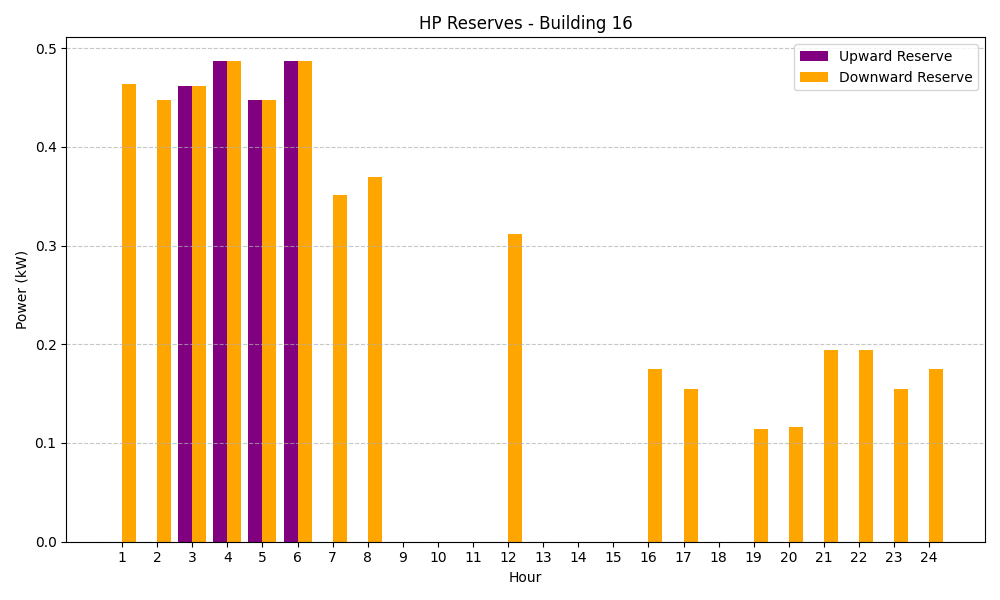 HP Reserves - Building 16
Upward Reserve
Downward Reserve
Power (kW)
0.5
0.4
0.3
0.2
0.1
0.0
1 2 3 4 5 6 7 8 9 10 11 12 13 14 15 16 17 18 19 20 21 22 23 24
Hour